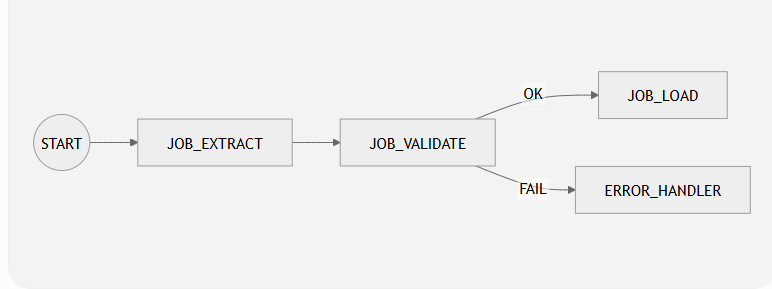 START
JOB_EXTRACT
JOB_VALIDATE
OK
JOB_LOAD
FAIL
ERROR_HANDLER